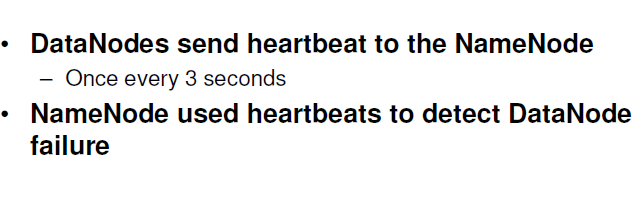 • DataNodes send heartbeat to the NameNode
– Once every 3 seconds
• NameNode used heartbeats to detect DataNode
failure